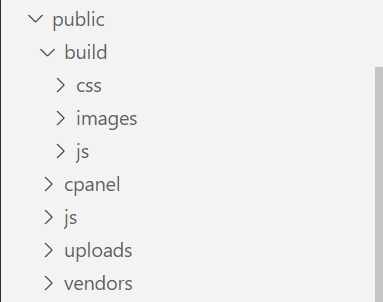 public
build
css
images
js
cpanel
js
uploads
vendors